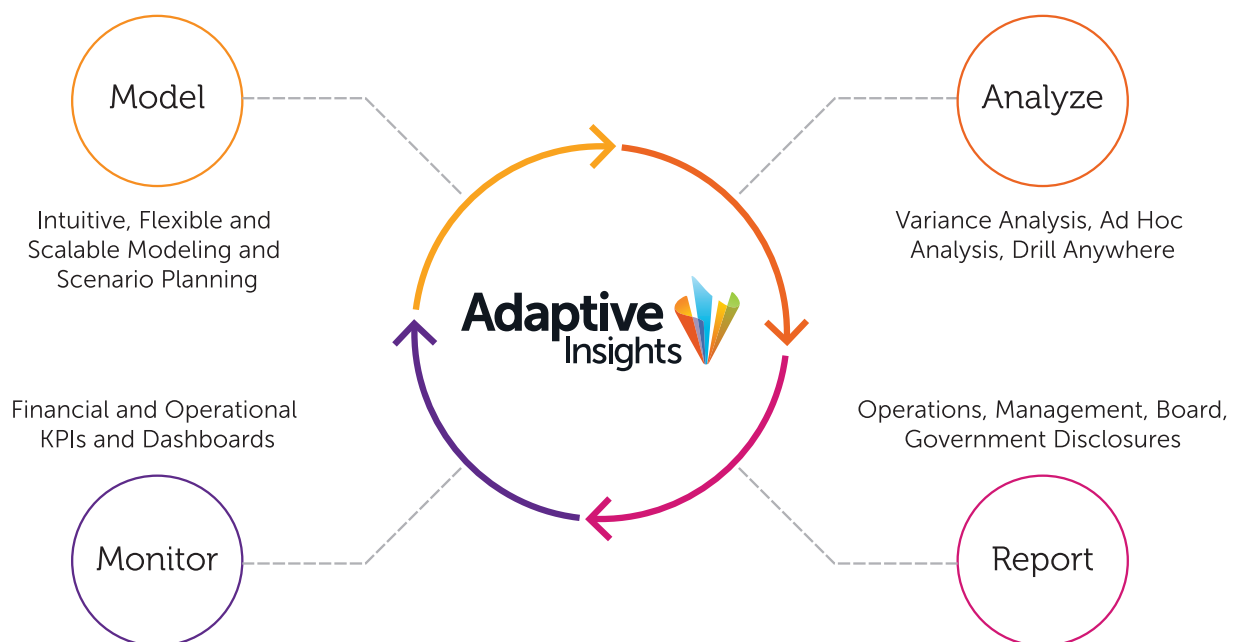 Model
Intuitive, Flexible and
Scalable Modeling and
Scenario Planning
Analyze
Variance Analysis, Ad Hoc
Analysis, Drill Anywhere
Adaptive
Insights
Financial and Operational
KPIs and Dashboards
Monitor
Operations, Management, Board,
Government Disclosures
Report